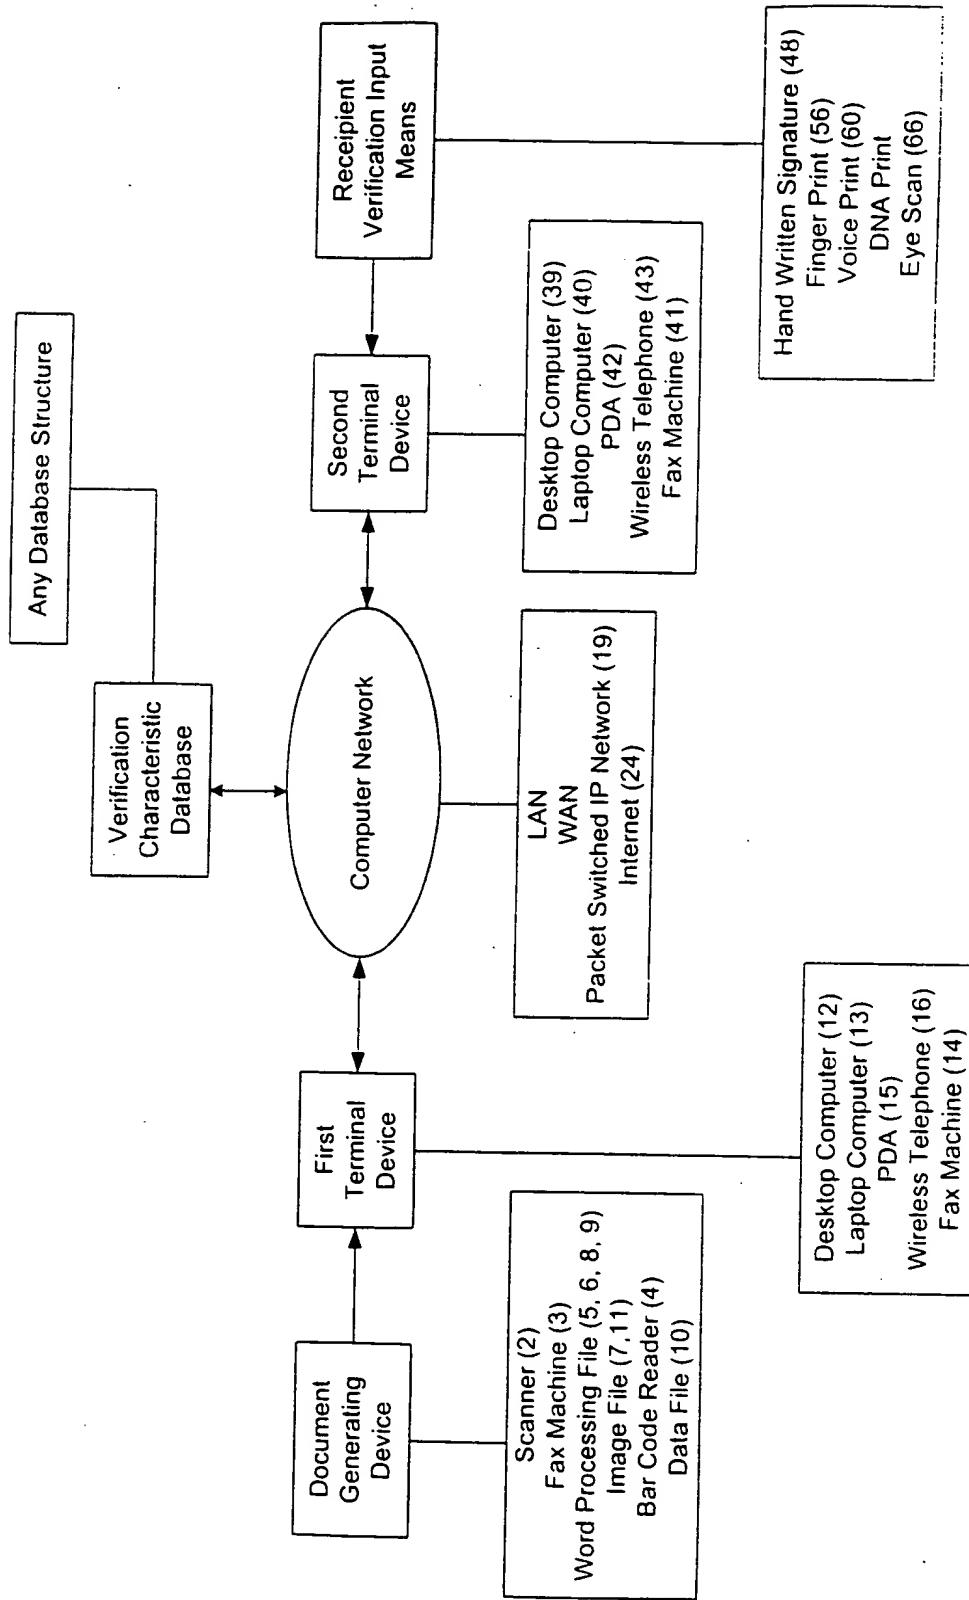 Any Database Structure
Verification
Characteristic
Database
Document
Generating
Device
First
Terminal
Device
Computer Network
Second
Terminal
Device
Receipient
Verification Input
Means
Scanner (2)
Fax Machine (3)
Word Processing File (5, 6, 8, 9)
Image File (7,11)
Bar Code Reader (4)
Data File (10)
LAN
WAN
Packet Switched IP Network (19)
Internet (24)
Desktop Computer (39)
Laptop Computer (40)
PDA (42)
Wireless Telephone (43)
Fax Machine (41)
Desktop Computer (12)
Laptop Computer (13)
PDA (15)
Wireless Telephone (16)
Fax Machine (14)
Hand Written Signature (48)
Finger Print (56)
Voice Print (60)
DNA Print
Eye Scan (66)